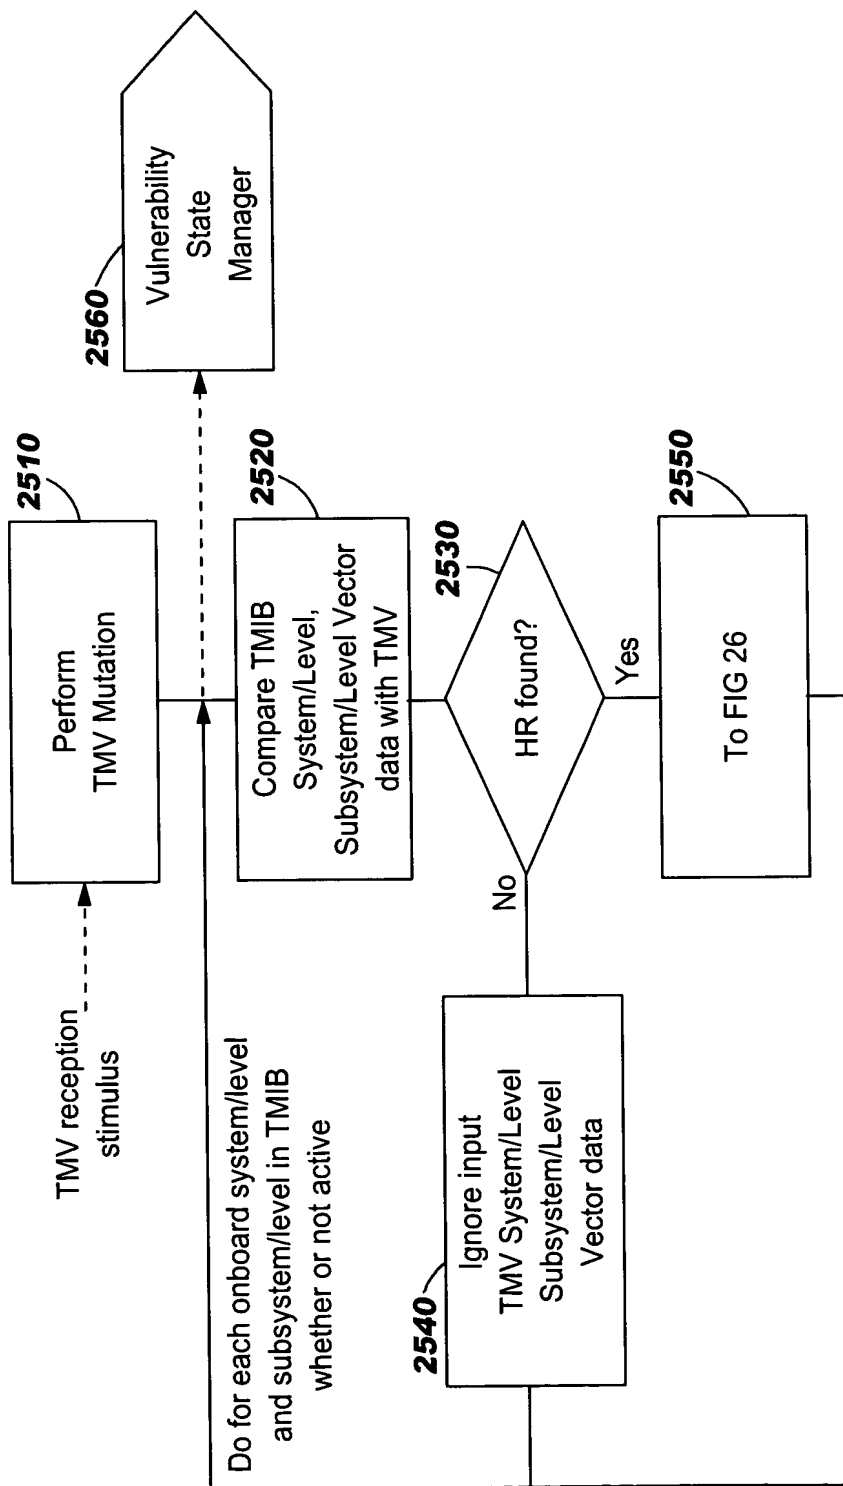 TMV reception
stimulus
Perform
TMV Mutation
2510
Vulnerability
State
Manager
2560
Do for each onboard system/level
and subsystem/level in TMIB
whether or not active
Compare TMIB
System/Level,
Subsystem/Level Vector
data with TMV
2520
HR found?
2530
No
Yes
Ignore input
TMV System/Level
Subsystem/Level
Vector data
2540
To FIG 26
2550